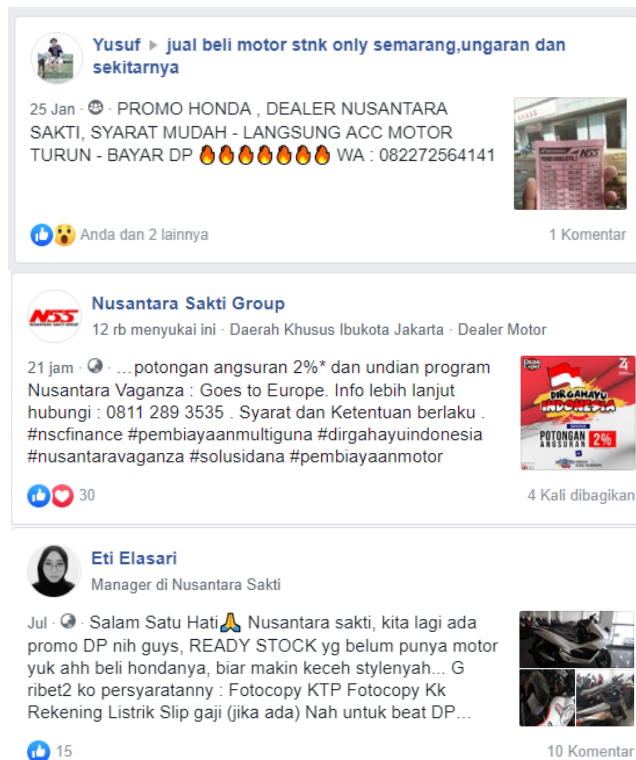 Yusuf ▸ jual beli motor stnk only semarang,ungaran dan
sekitarnya
25 Jan · PROMO HONDA , DEALER NUSANTARA
SAKTI, SYARAT MUDAH - LANGSUNG ACC MOTOR
TURUN - BAYAR DP 🔥🔥🔥🔥🔥🔥🔥 WA : 082272564141
NSS
Anda dan 2 lainnya
1 Komentar
NSS
NUSANTARA SAKTI GROUP
Nusantara Sakti Group
12 rb menyukai ini · Daerah Khusus Ibukota Jakarta · Dealer Motor
21 jam · ...potongan angsuran 2%* dan undian program
Nusantara Vaganza : Goes to Europe. Info lebih lanjut
hubungi : 0811 289 3535 . Syarat dan Ketentuan berlaku .
#nscfinance #pembiayaanmultiguna #dirgahayuindonesia
#nusantaravaganza #solusidana #pembiayaanmotor
74
DIRGAHAYU
INDONESIA
POTONGAN
ANGSURAN 2%
30
4 Kali dibagikan
Eti Elasari
Manager di Nusantara Sakti
Jul · Salam Satu Hati🙏 Nusantara sakti, kita lagi ada
promo DP nih guys, READY STOCK yg belum punya motor
yuk ahh beli hondanya, biar makin keceh stylenyah... G
ribet2 ko persyaratanny : Fotocopy KTP Fotocopy Kk
Rekening Listrik Slip gaji (jika ada) Nah untuk beat DP...
15
10 Komentar